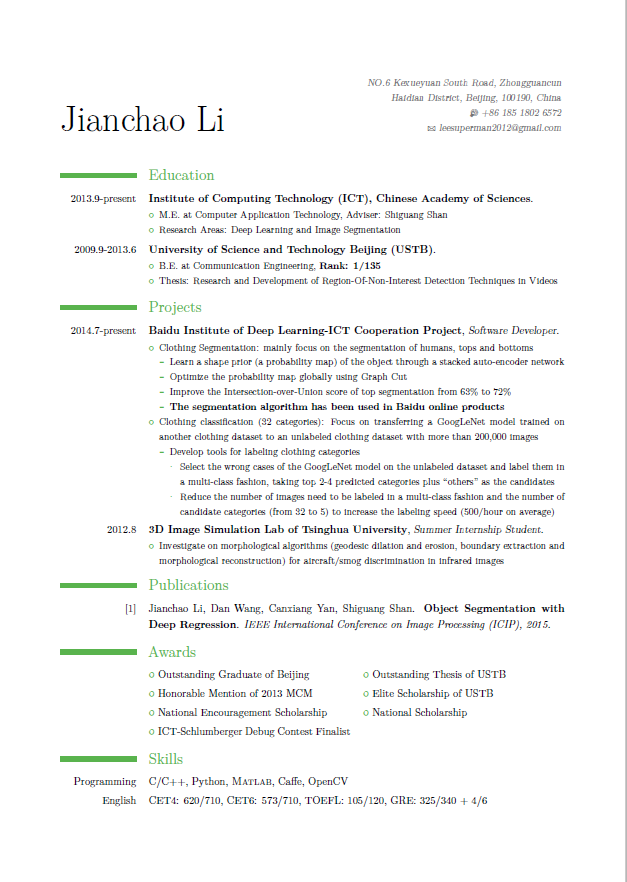 NO.6 Kexueyuan South Road, Zhongguancun
Haidian District, Beijing, 100190, China
+86 185 1802 6572
leesuperman2012@gmail.com
Jianchao Li
Education
2013.9-present Institute of Computing Technology (ICT), Chinese Academy of Sciences.
M.E. at Computer Application Technology, Adviser: Shiguang Shan
Research Areas: Deep Learning and Image Segmentation
2009.9-2013.6 University of Science and Technology Beijing (USTB).
B.E. at Communication Engineering, Rank: 1/135
Thesis: Research and Development of Region-Of-Non-Interest Detection Techniques in Videos
Projects
2014.7-present Baidu Institute of Deep Learning-ICT Cooperation Project, Software Developer.
Clothing Segmentation: mainly focus on the segmentation of humans, tops and bottoms
- Learn a shape prior (a probability map) of the object through a stacked auto-encoder network
- Optimize the probability map globally using Graph Cut
- Improve the Intersection-over-Union score of top segmentation from 63% to 72%
- The segmentation algorithm has been used in Baidu online products
Clothing classification (32 categories): Focus on transferring a GoogLeNet model trained on
another clothing dataset to an unlabeled clothing dataset with more than 200,000 images
- Develop tools for labeling clothing categories
· Select the wrong cases of the GoogLeNet model on the unlabeled dataset and label them in
a multi-class fashion, taking top 2-4 predicted categories plus “others” as the candidates
· Reduce the number of images need to be labeled in a multi-class fashion and the number of
candidate categories (from 32 to 5) to increase the labeling speed (500/hour on average)
2012.8 3D Image Simulation Lab of Tsinghua University, Summer Internship Student.
Investigate on morphological algorithms (geodesic dilation and erosion, boundary extraction and
morphological reconstruction) for aircraft/smog discrimination in infrared images
Publications
[1] Jianchao Li, Dan Wang, Canxiang Yan, Shiguang Shan. Object Segmentation with
Deep Regression. IEEE International Conference on Image Processing (ICIP), 2015.
Awards
Outstanding Graduate of Beijing Outstanding Thesis of USTB
Honorable Mention of 2013 MCM Elite Scholarship of USTB
National Encouragement Scholarship National Scholarship
ICT-Schlumberger Debug Contest Finalist
Skills
Programming C/C++, Python, MATLAB, Caffe, OpenCV
English CET4: 620/710, CET6: 573/710, TOEFL: 105/120, GRE: 325/340 + 4/6